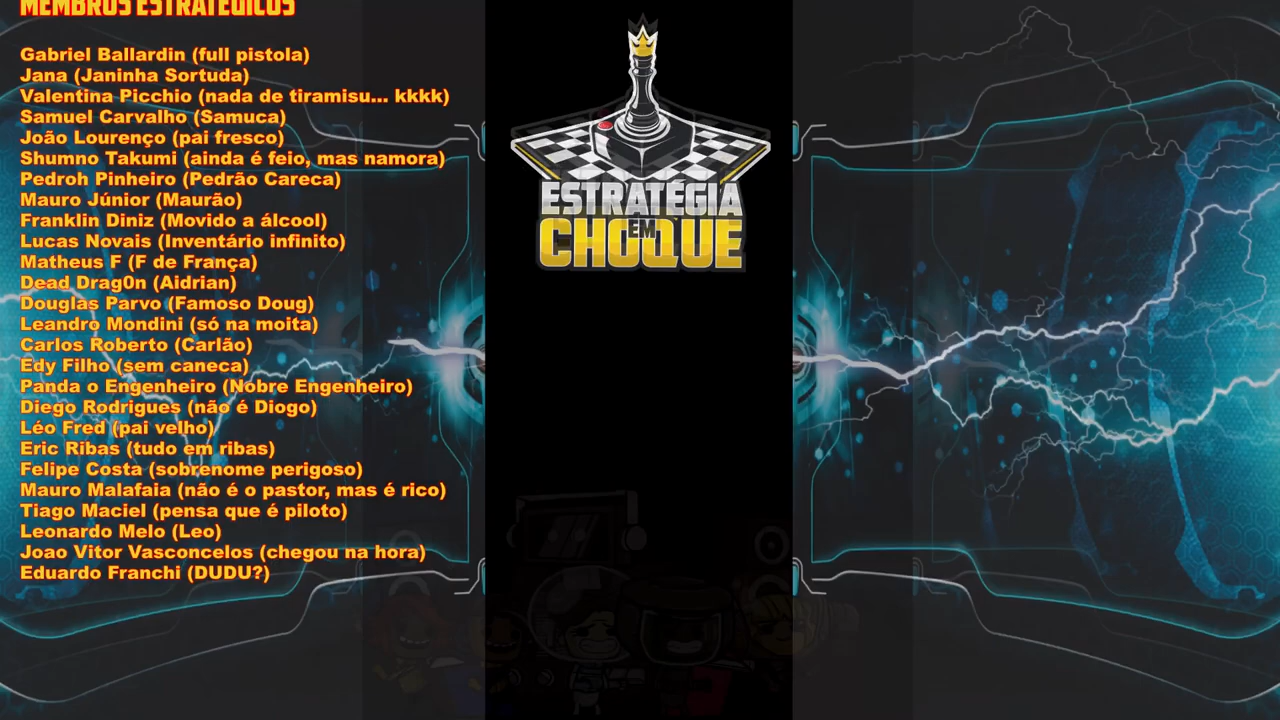 MEMBROS ESTRATÉGICOS
Gabriel Ballardin (full pistola)
Jana (Janinha Sortuda)
Valentina Picchio (nada de tiramisu... kkkk)
Samuel Carvalho (Samuca)
João Lourenço (pai fresco)
Shumno Takumi (ainda é feio, mas namora)
Pedroh Pinheiro (Pedrão Careca)
Mauro Júnior (Maurão)
Franklin Diniz (Movido a álcool)
Lucas Novais (Inventário infinito)
Matheus F (F de França)
Dead Drag0n (Aidrian)
Douglas Parvo (Famoso Doug)
Leandro Mondini (só na moita)
Carlos Roberto (Carlão)
Edy Filho (sem caneca)
Panda o Engenheiro (Nobre Engenheiro)
Diego Rodrigues (não é Diogo)
Léo Fred (pai velho)
Eric Ribas (tudo em ribas)
Felipe Costa (sobrenome perigoso)
Mauro Malafaia (não é o pastor, mas é rico)
Tiago Maciel (pensa que é piloto)
Leonardo Melo (Leo)
Joao Vitor Vasconcelos (chegou na hora)
Eduardo Franchi (DUDU?)
ESTRATÉGIA
EM
CHOQUE